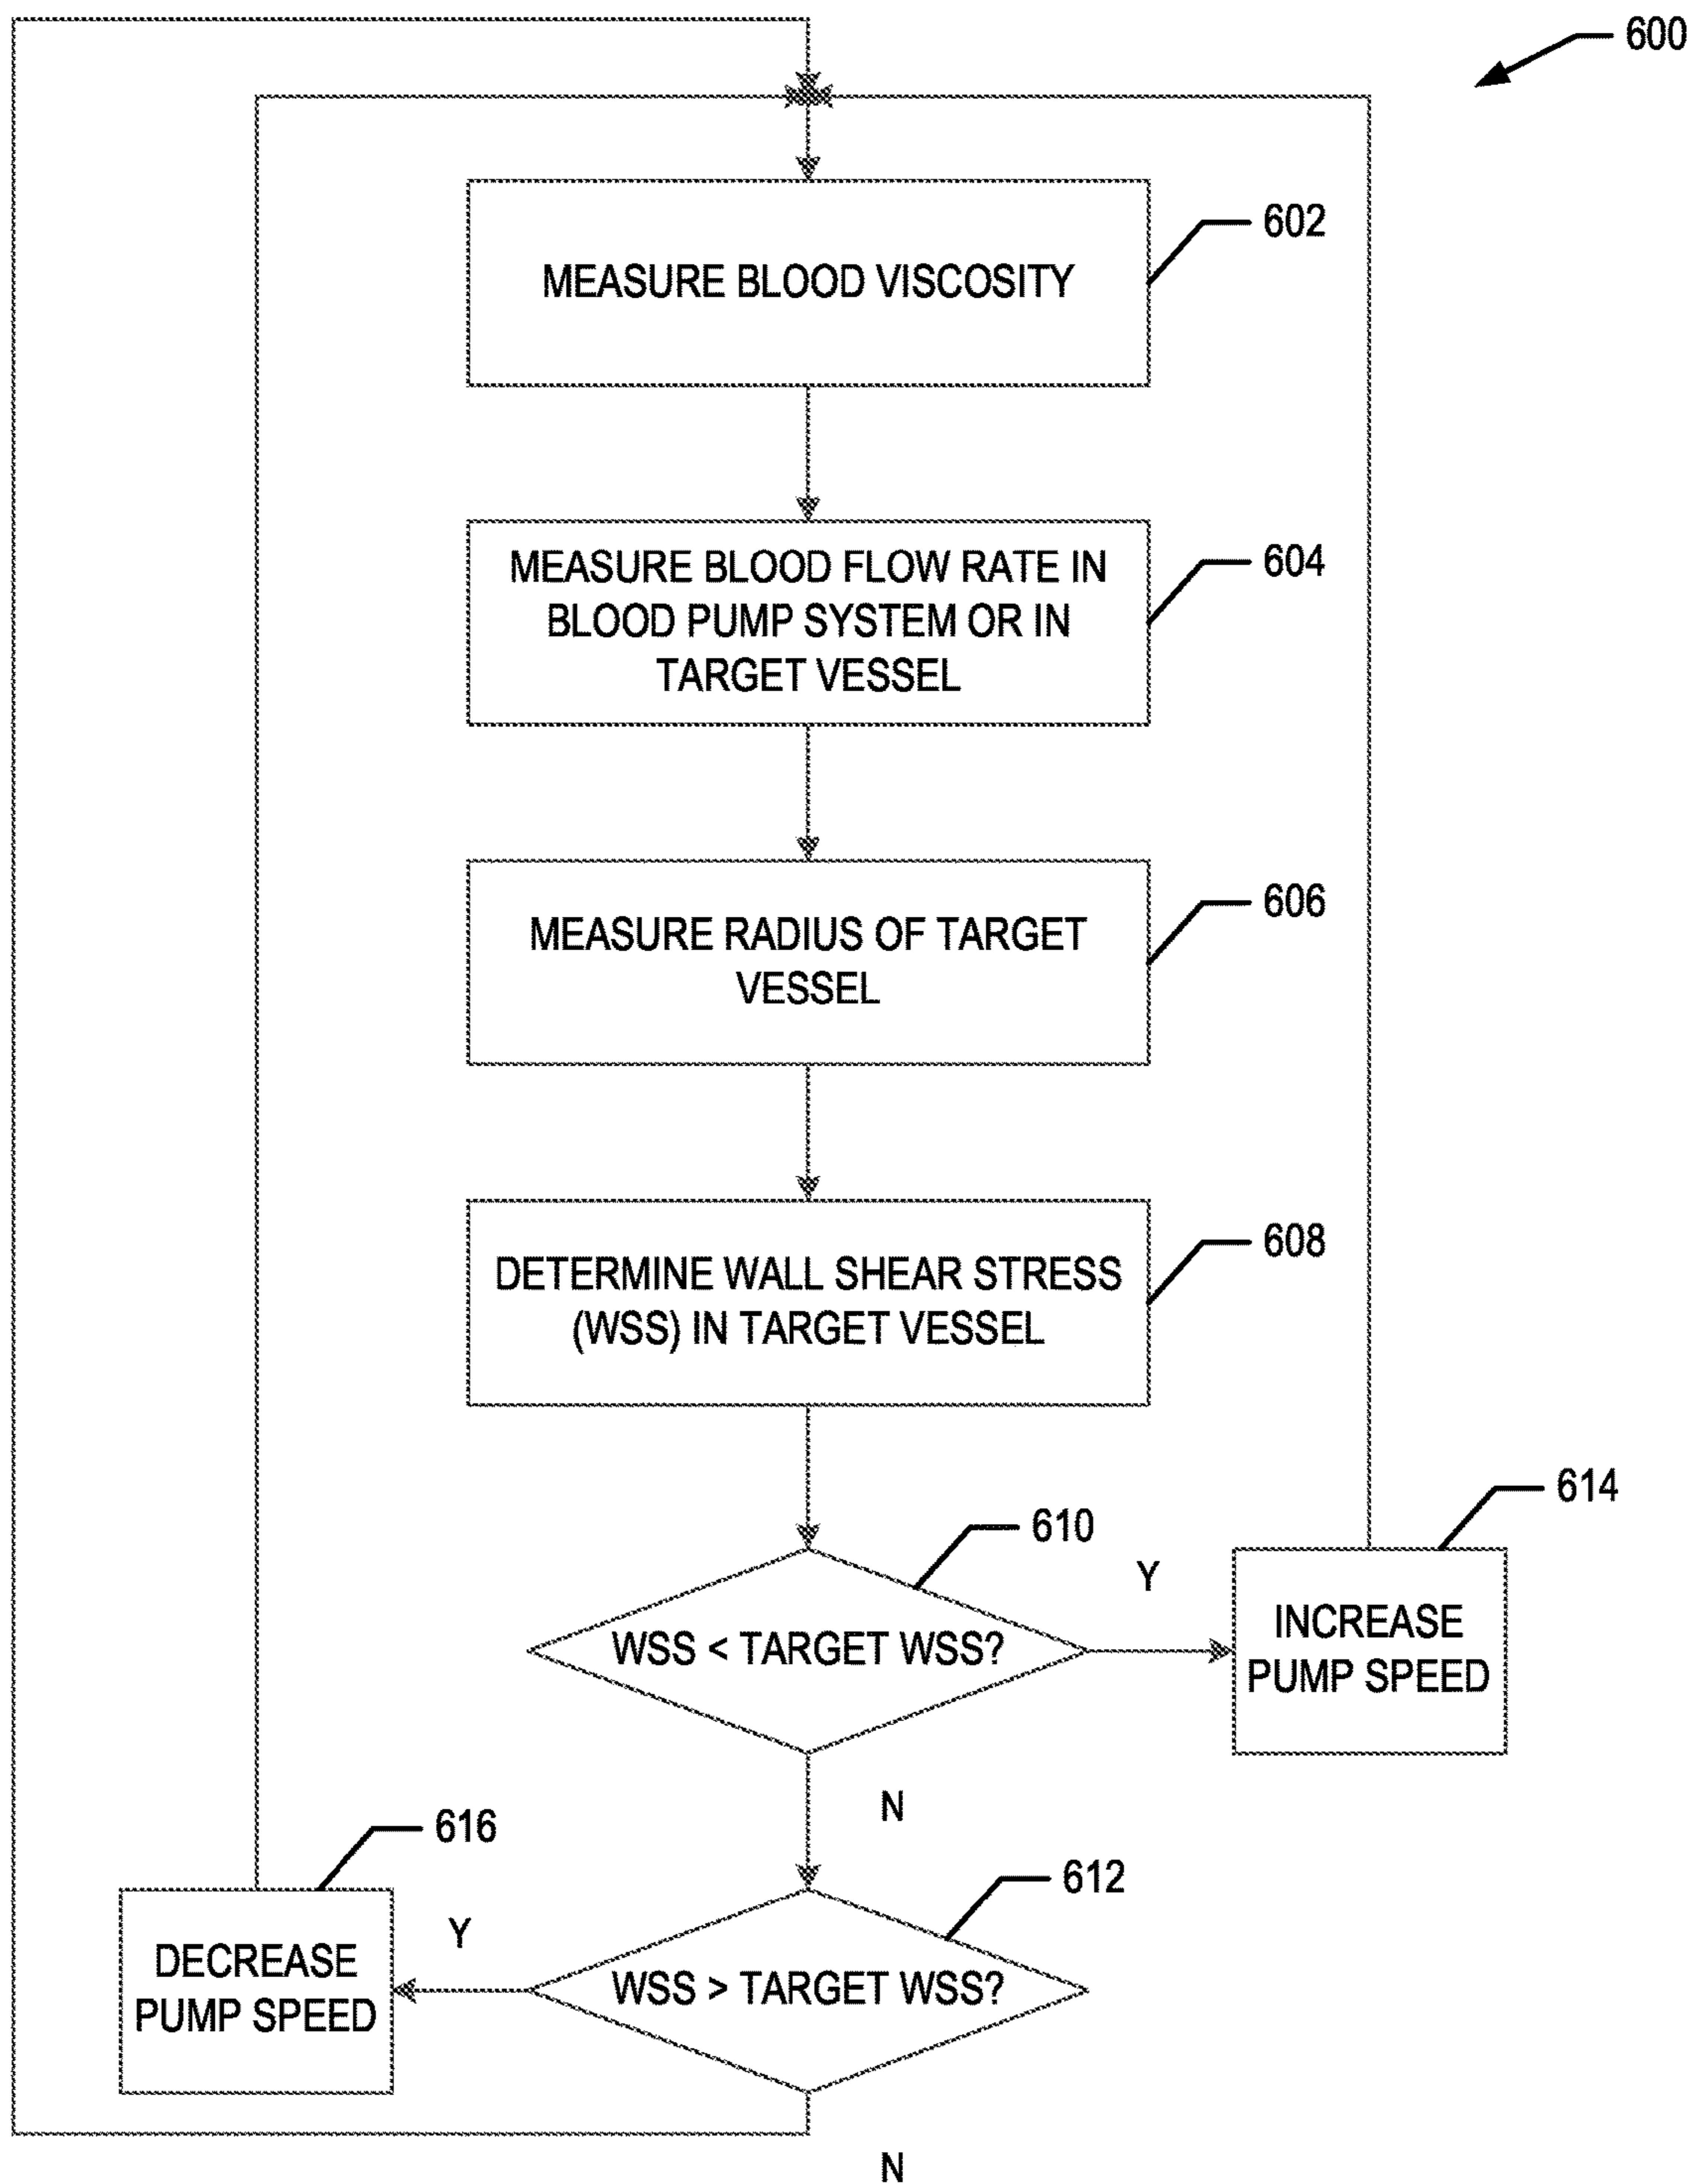 600
602
MEASURE BLOOD VISCOSITY
604
MEASURE BLOOD FLOW RATE IN
BLOOD PUMP SYSTEM OR IN
TARGET VESSEL
606
MEASURE RADIUS OF TARGET
VESSEL
608
DETERMINE WALL SHEAR STRESS
(WSS) IN TARGET VESSEL
610
WSS < TARGET WSS?
Y
614
INCREASE
PUMP SPEED
N
612
WSS > TARGET WSS?
Y
616
DECREASE
PUMP SPEED
N